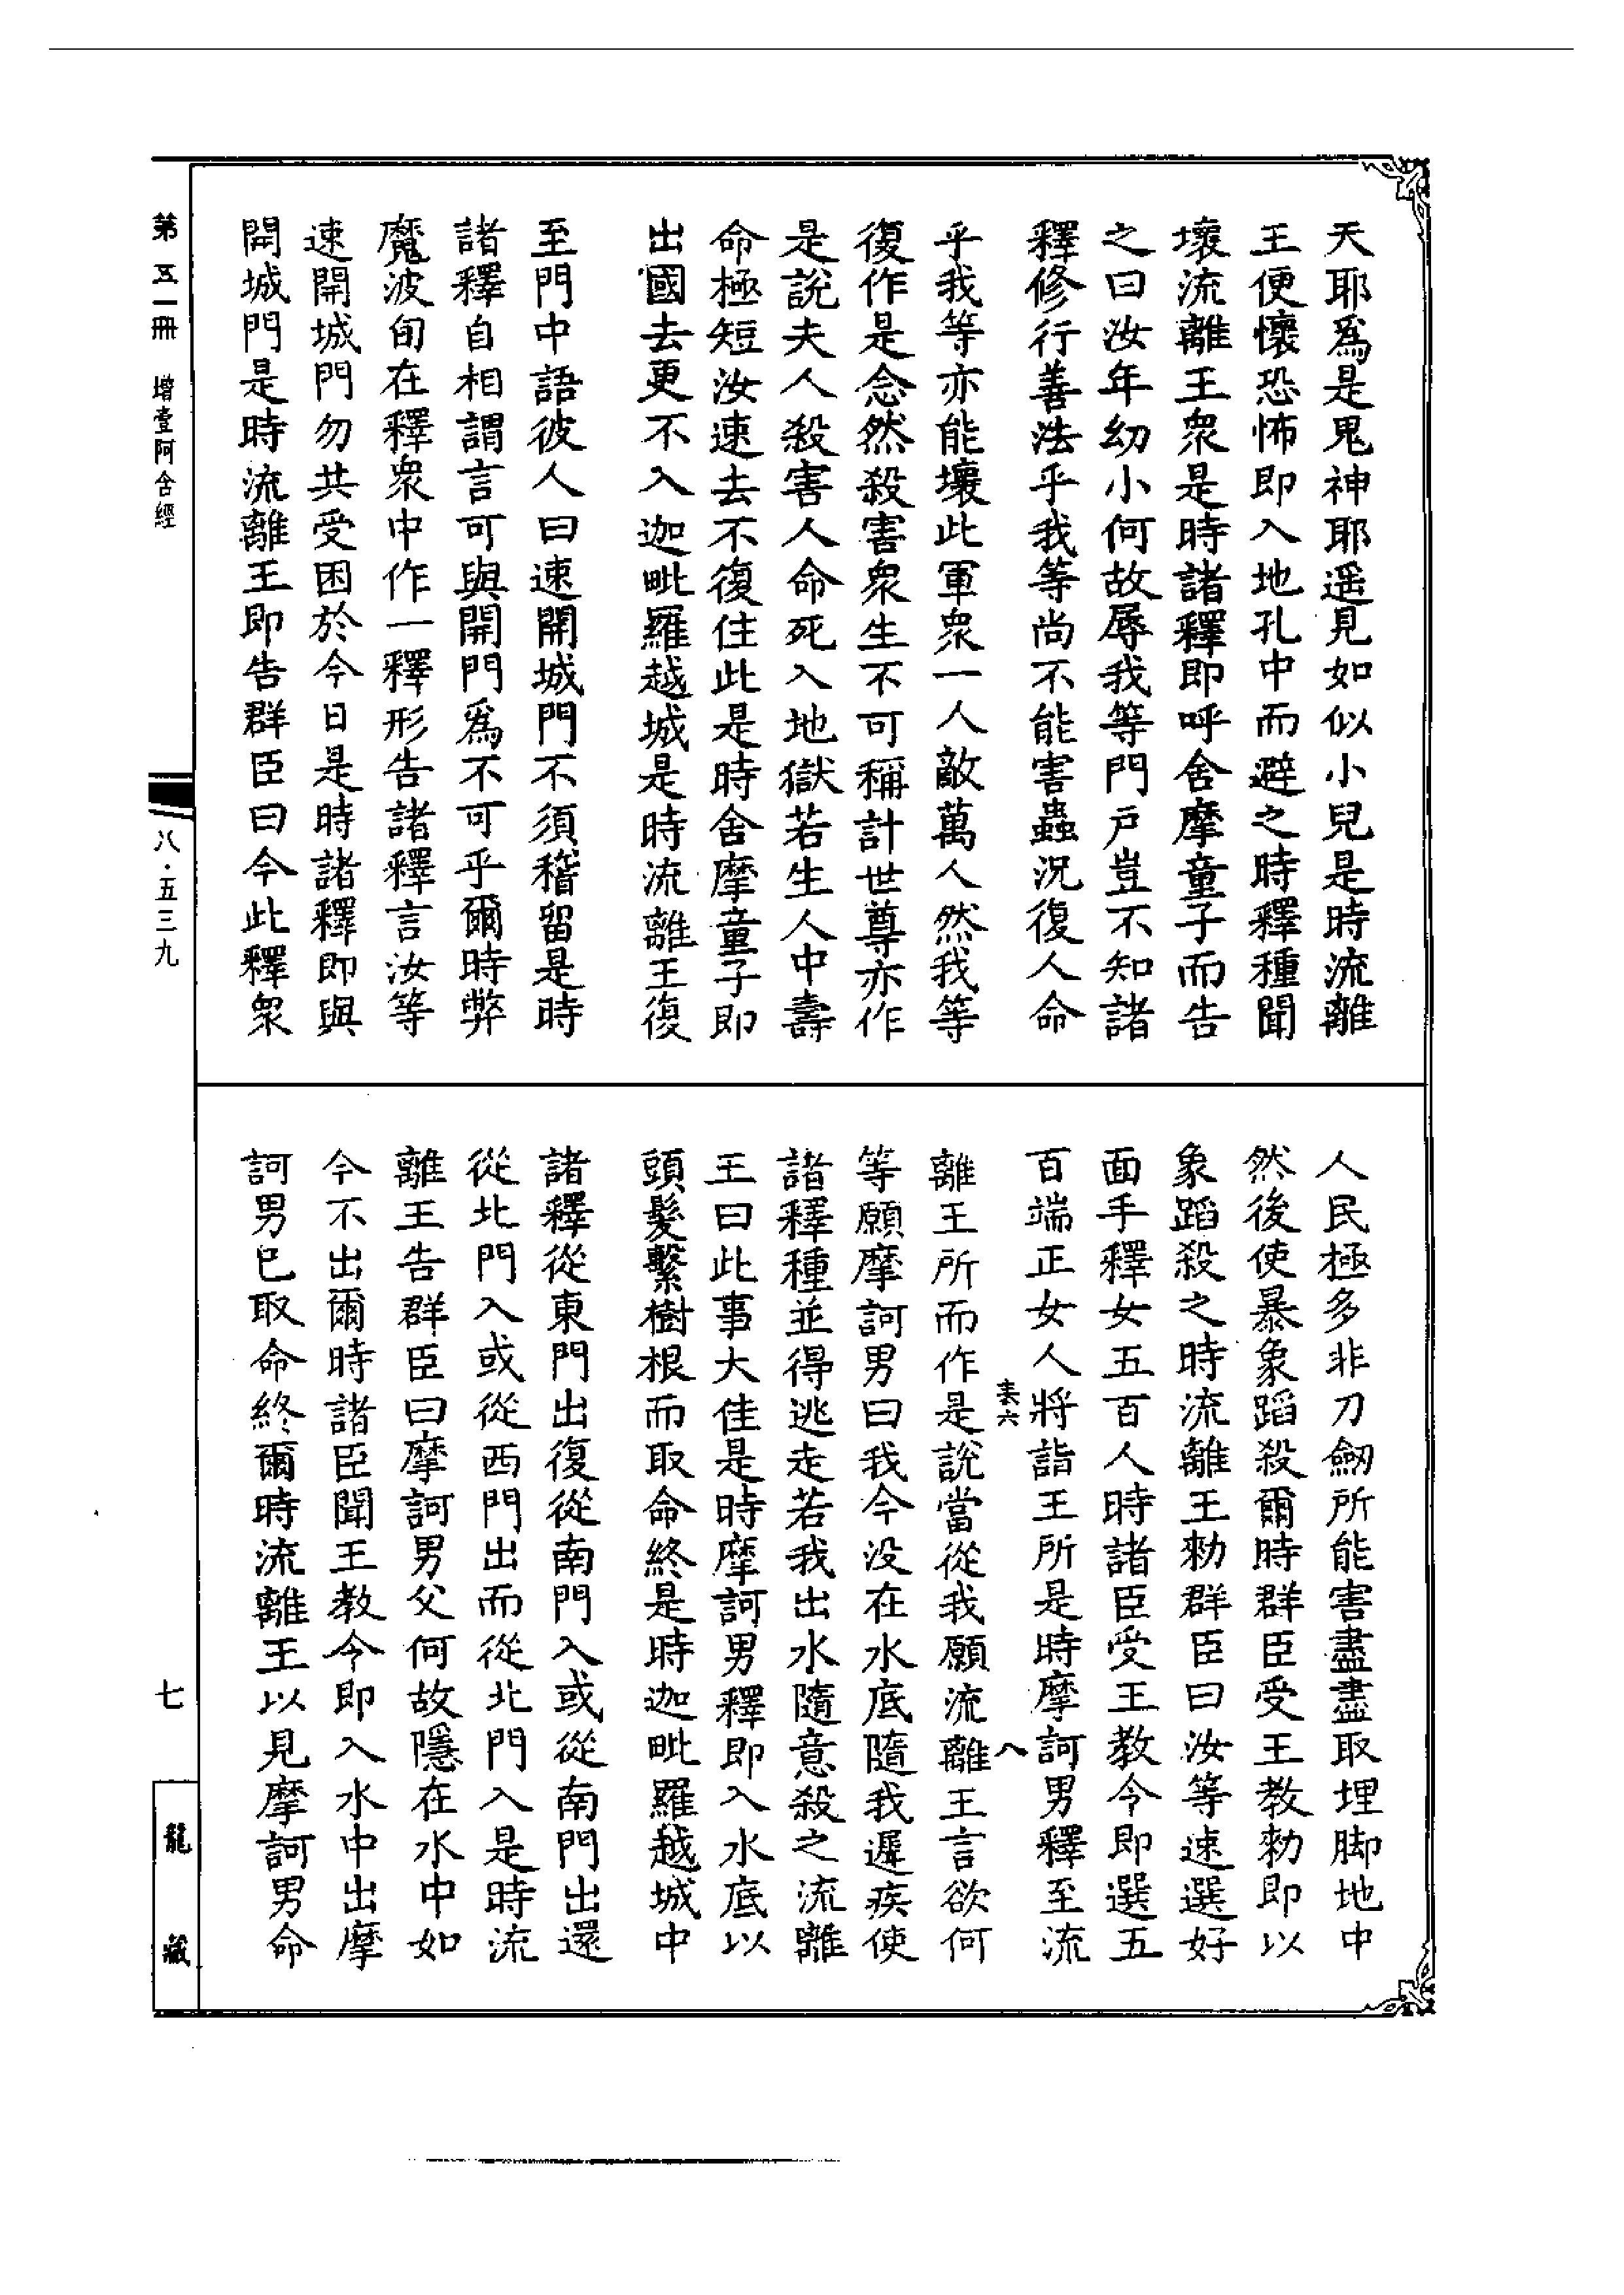 天耶爲是鬼神耶遥見如似小兒是時流離
王便懷恐怖即入地孔中而避之時釋種聞
壞流離王衆是時諸釋即呼舍摩童子而告
之曰汝年幼小何故辱我等門戸豈不知諸
釋修行善法乎我等尚不能害蟲況復人命
乎我等亦能壞此軍衆一人敵萬人然我等
復作是念然殺害衆生不可稱計世尊亦作
是說夫人殺害人命死入地獄若生人中壽
命極短汝速去不復住此是時舍摩童子即
出國去更不入迦毗羅越城是時流離王復
至門中語彼人曰速開城門不須稽留是時
諸釋自相謂言可與開門爲不可乎爾時弊
魔波旬在釋衆中作一釋形告諸釋言汝等
速開城門勿共受困於今日是時諸釋即與
開城門是時流離王即告群臣曰今此釋衆
人民極多非刀劒所能害盡盡取埋脚地中
然後使暴象蹈殺爾時群臣受王教勅即以
象蹈殺之時流離王勅群臣曰汝等速選好
面手釋女五百人時諸臣受王教令即選五
百端正女人將詣王所是時摩訶男釋至流
離王所而作是說當從我願流離王言欲何
等願摩訶男曰我今没在水底隨我遲疾使
諸釋種並得逃走若我出水隨意殺之流離
王曰此事大佳是時摩訶男釋即入水底以
頭髮繫樹根而取命終是時迦毗羅越城中
諸釋從東門出復從南門入或從南門出還
從北門入或從西門出而從北門入是時流
離王告群臣曰摩訶男父何故隱在水中如
今不出爾時諸臣聞王教令即入水中出摩
訶男已取命終爾時流離王以見摩訶男命
第五一冊 增壹阿含經
八·五三九
七
龍藏
六
八